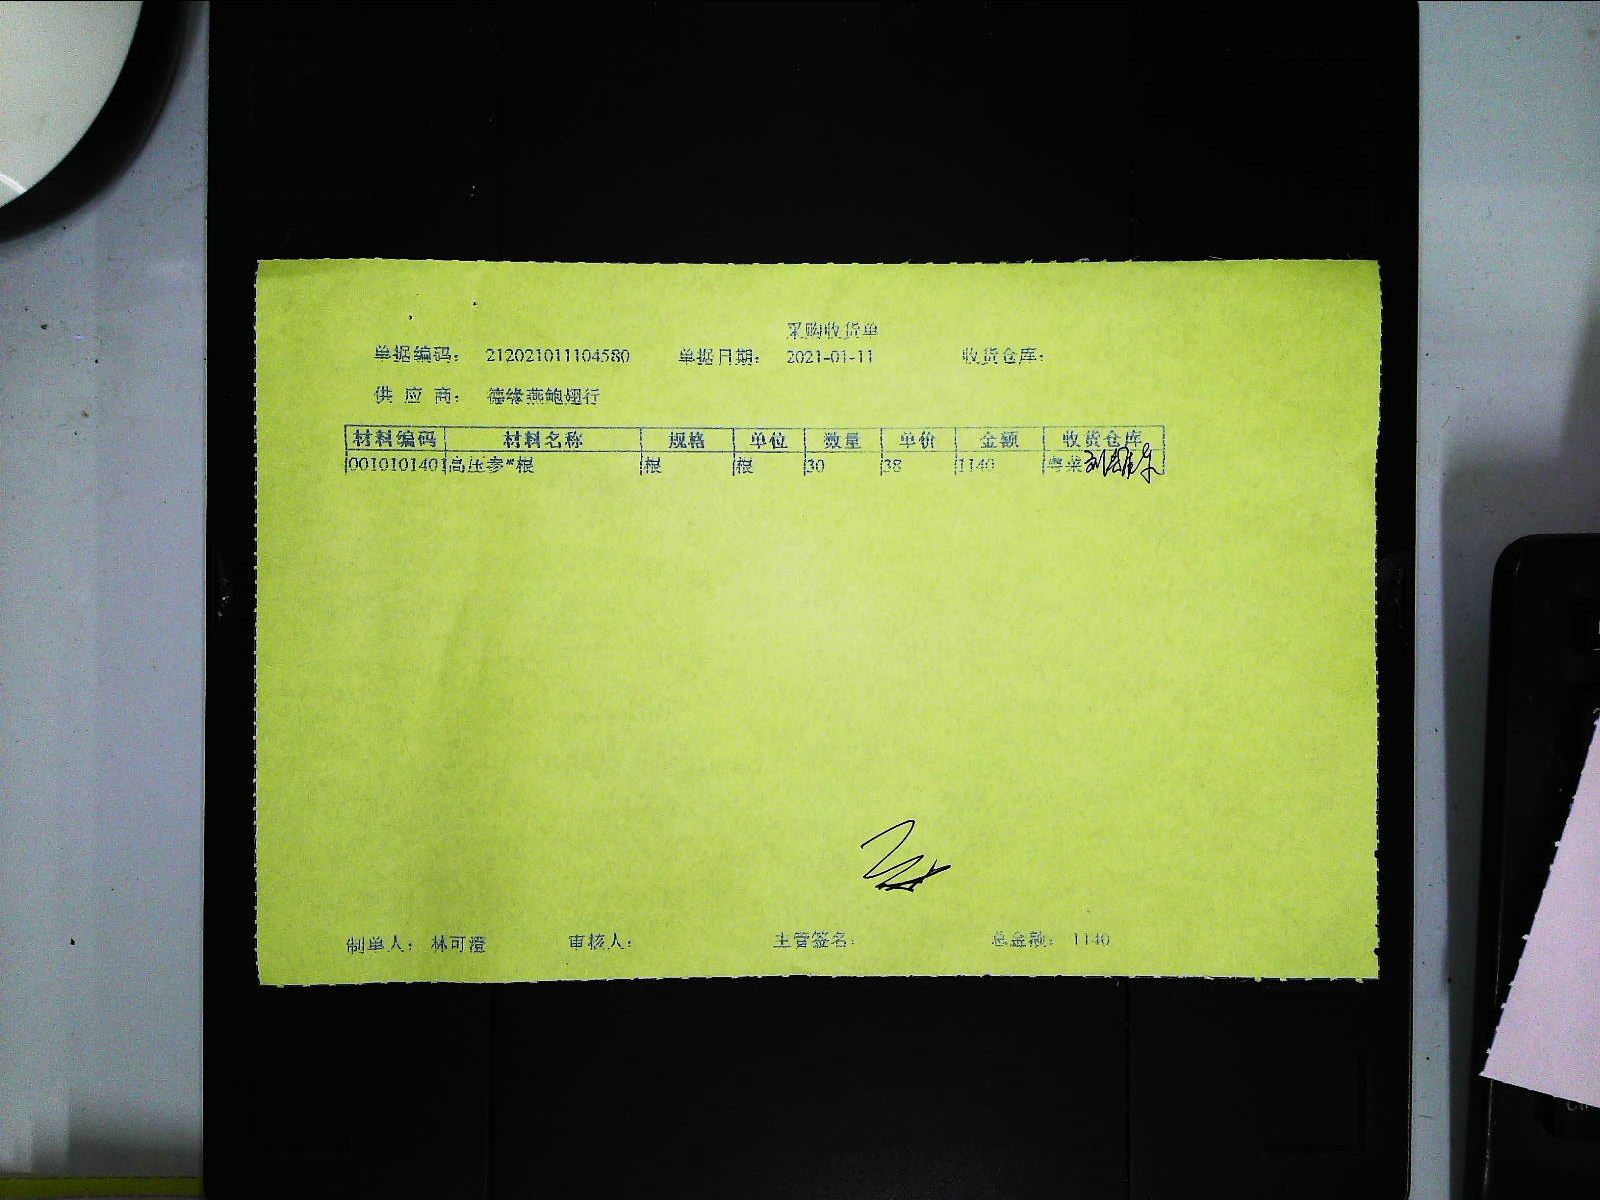 采购收货单
单据编码： 212021011104580 单据日期： 2021-01-11 收货仓库：
供 应 商： 德缘燕鲍翅行
材料编码 材料名称 规格 单位 数量 单价 金额 收货仓库
0010101401 高压参*根 根 根 30 38 1140 粤菜
制单人： 林可澄 审核人： 主管签名： 总金额： 1140